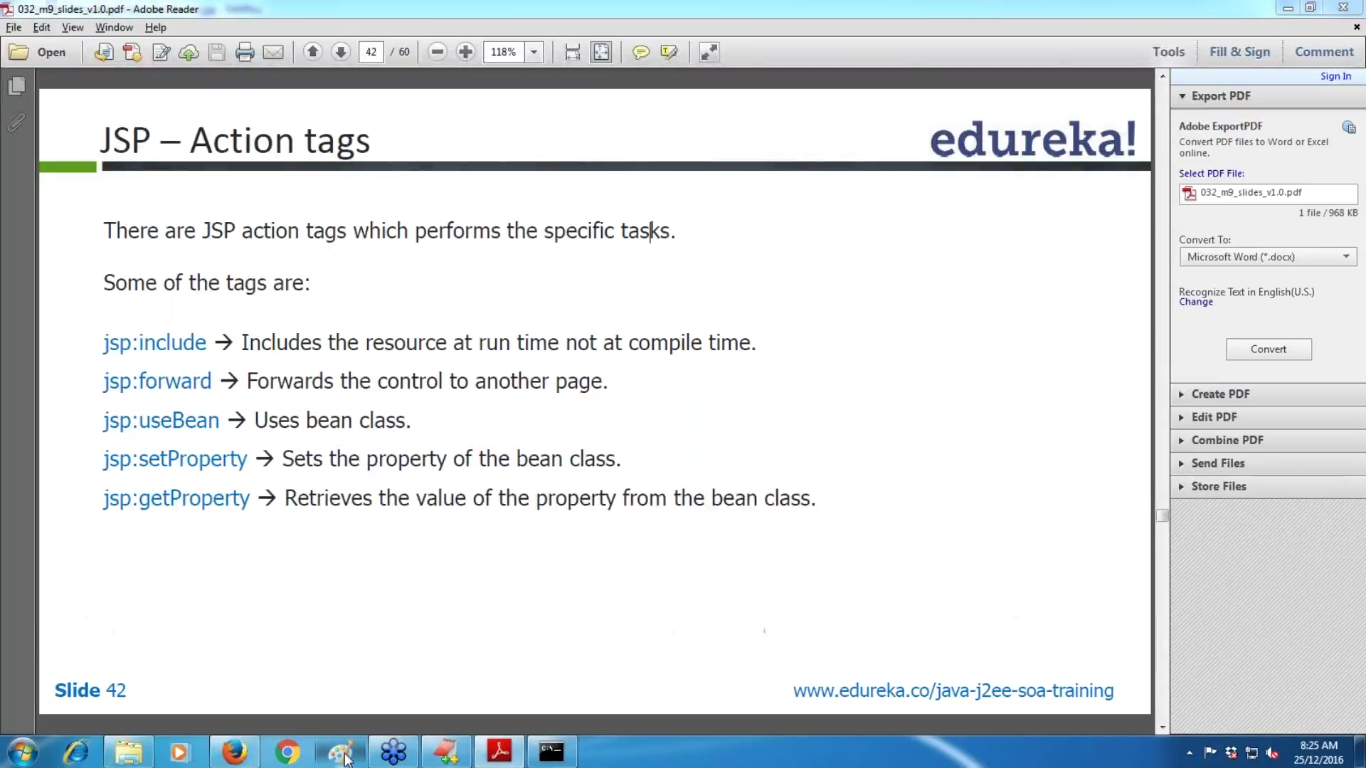 032_m9_slides_v1.0.pdf - Adobe Reader
File Edit View Window Help
Open 42 / 60 118% Tools Fill & Sign Comment
Sign In
JSP – Action tags
edureka!
There are JSP action tags which performs the specific tasks.
Some of the tags are:
jsp:include → Includes the resource at run time not at compile time.
jsp:forward → Forwards the control to another page.
jsp:useBean → Uses bean class.
jsp:setProperty → Sets the property of the bean class.
jsp:getProperty → Retrieves the value of the property from the bean class.
Slide 42
www.edureka.co/java-j2ee-soa-training
Export PDF
Adobe ExportPDF
Convert PDF files to Word or Excel
online.
Select PDF File:
032_m9_slides_v1.0.pdf
1 file / 968 KB
Convert To:
Microsoft Word (*.docx)
Recognize Text in English(U.S.)
Change
Convert
Create PDF
Edit PDF
Combine PDF
Send Files
Store Files
8:25 AM
25/12/2016